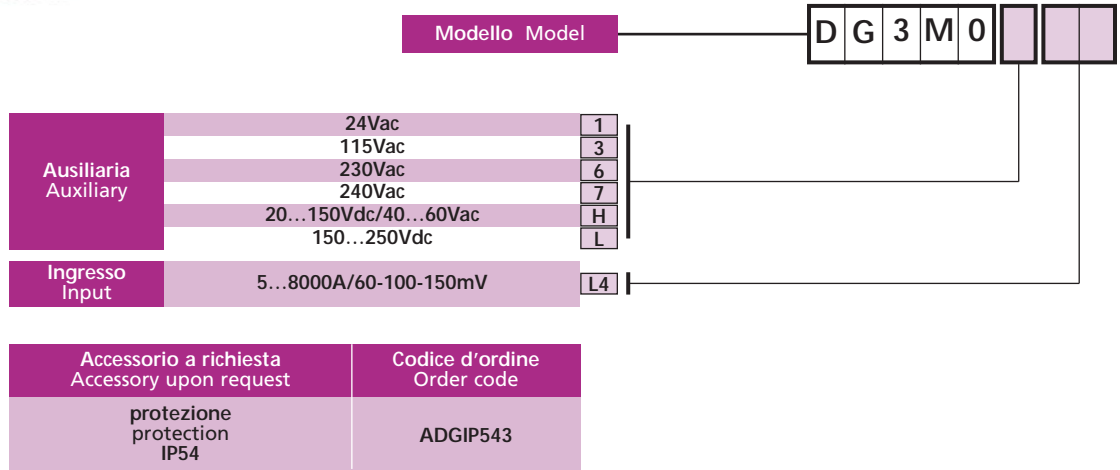 Modello Model
D G 3 M 0
Ausiliaria
Auxiliary
24Vac 1
115Vac 3
230Vac 6
240Vac 7
20...150Vdc/40...60Vac H
150...250Vdc L
Ingresso
Input
5...8000A/60-100-150mV L4
Accessorio a richiesta
Accessory upon request
Codice d'ordine
Order code
protezione
protection
IP54
ADGIP543